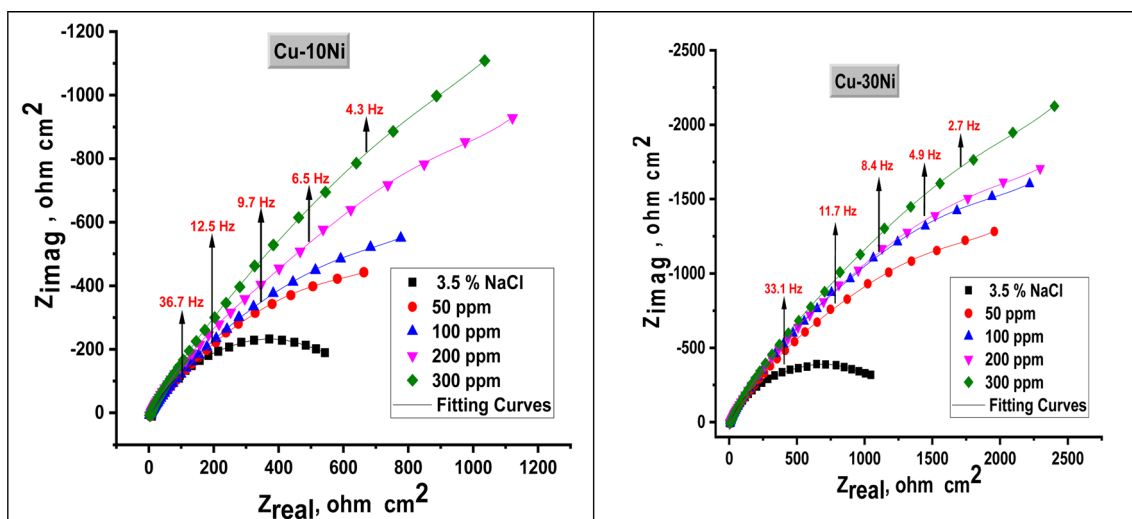 Cu-10Ni
-1200
-1000
-800
-600
-400
-200
0
Zimag , ohm cm2
36.7 Hz
12.5 Hz
9.7 Hz
6.5 Hz
4.3 Hz
3.5 % NaCl
50 ppm
100 ppm
200 ppm
300 ppm
Fitting Curves
0 200 400 600 800 1000 1200
Zreal, ohm cm2
Cu-30Ni
-2500
-2000
-1500
-1000
-500
0
Zimag , ohm cm2
33.1 Hz
11.7 Hz
8.4 Hz
4.9 Hz
2.7 Hz
3.5 % NaCl
50 ppm
100 ppm
200 ppm
300 ppm
Fitting Curves
0 500 1000 1500 2000 2500
Zreal, ohm cm2